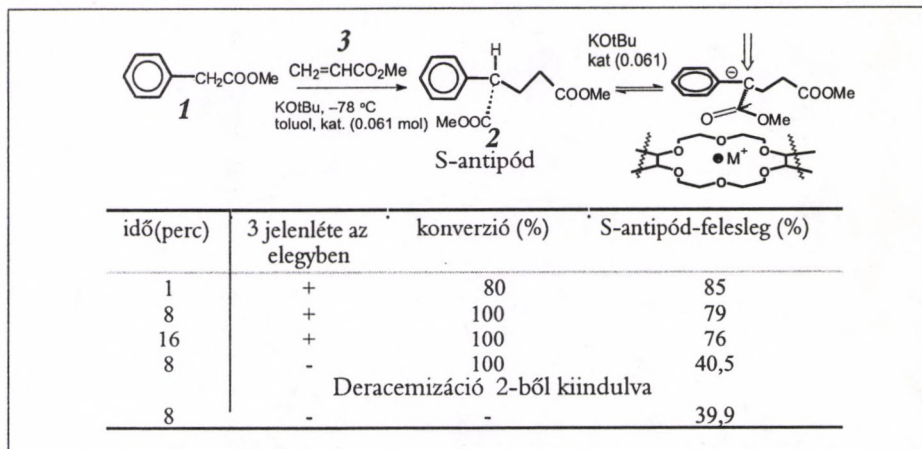 3
H
KOtBu
kat (0.061)
CH₂COOMe
CH₂=CHCO₂Me
1
KOtBu, –78 °C
toluol, kat. (0.061 mol)
COOMe
MeOOC
2
S-antipód
⊖
COOMe
O
OMe
O
O
O
M⁺
O
O
O
idő(perc) 3 jelenléte az konverzió (%) S-antipód-felesleg (%)
elegyben
1 + 80 85
8 + 100 79
16 + 100 76
8 - 100 40,5
Deracemizáció 2-ből kiindulva
8 - - 39,9